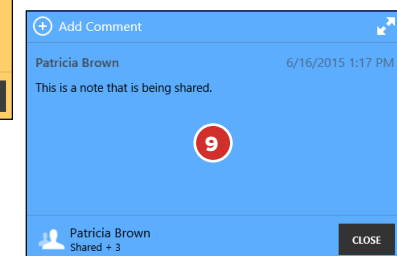 Add Comment
Patricia Brown 6/16/2015 1:17 PM
This is a note that is being shared.
9
Patricia Brown
Shared + 3
CLOSE